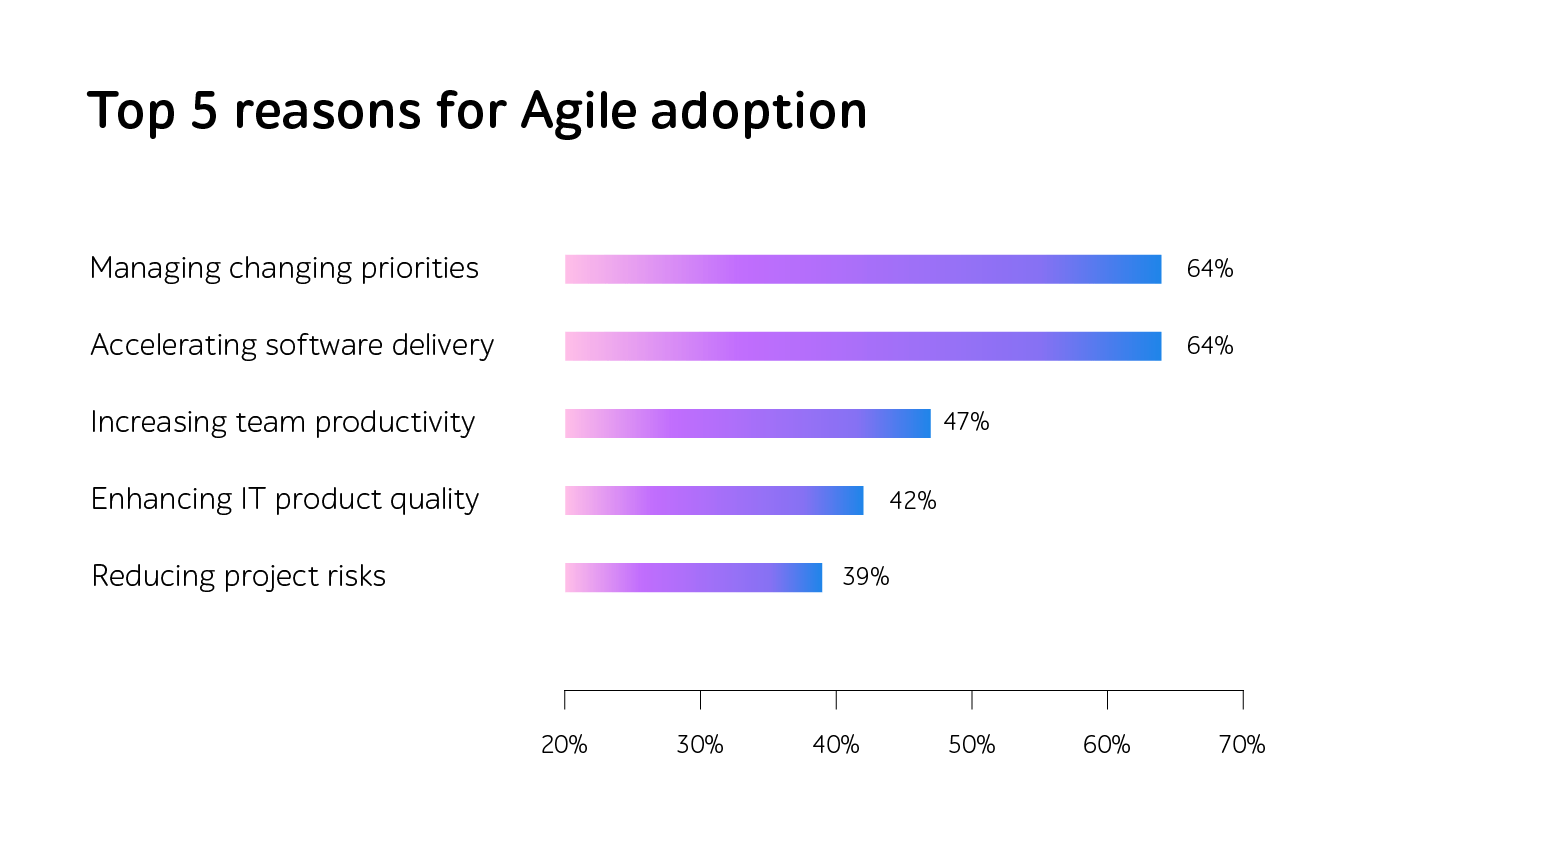 Top 5 reasons for Agile adoption
Managing changing priorities 64%
Accelerating software delivery 64%
Increasing team productivity 47%
Enhancing IT product quality 42%
Reducing project risks 39%
20% 30% 40% 50% 60% 70%